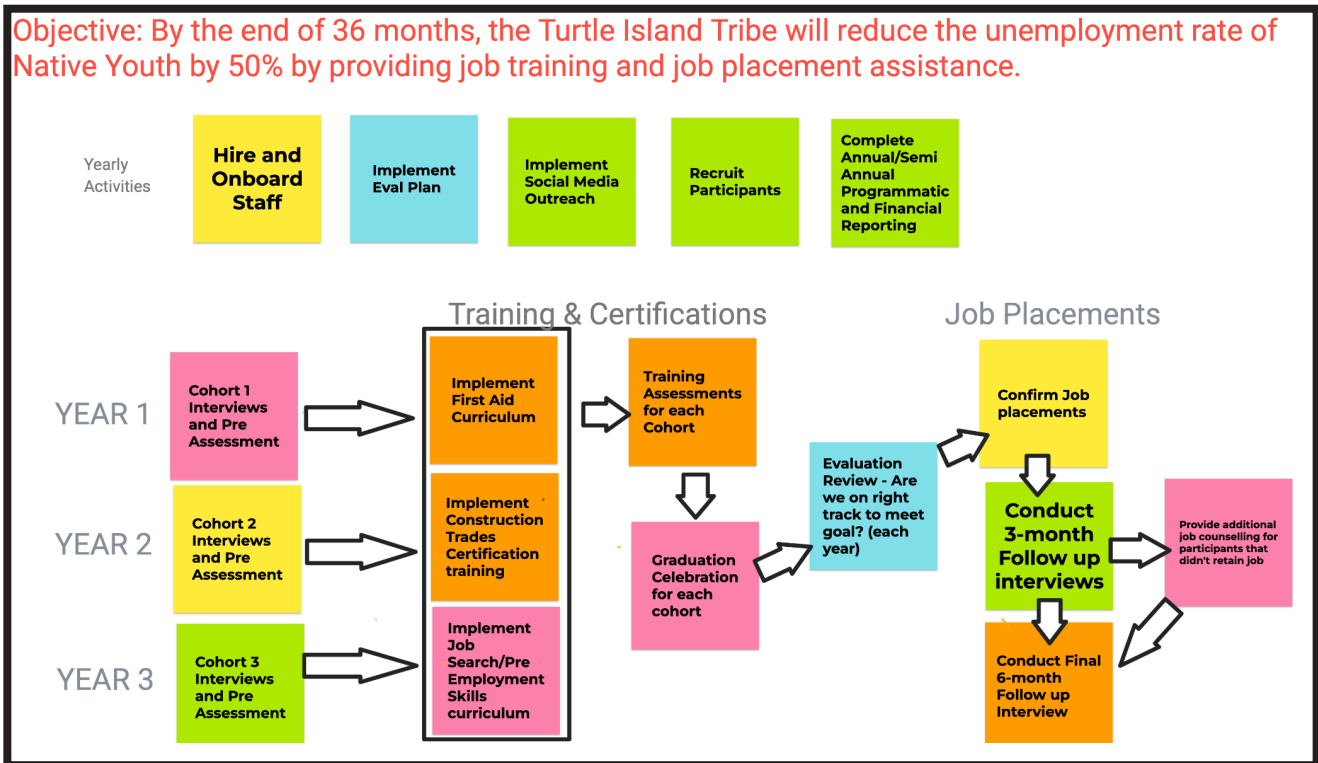 Objective: By the end of 36 months, the Turtle Island Tribe will reduce the unemployment rate of
Native Youth by 50% by providing job training and job placement assistance.
Yearly
Activities
Hire and
Onboard
Staff
Implement
Eval Plan
Implement
Social Media
Outreach
Recruit
Participants
Complete
Annual/Semi
Annual
Programmatic
and Financial
Reporting
Training & Certifications
Job Placements
YEAR 1
Cohort 1
Interviews
and Pre
Assessment
Implement
First Aid
Curriculum
Training
Assessments
for each
Cohort
Confirm Job
placements
YEAR 2
Cohort 2
Interviews
and Pre
Assessment
Implement
Construction
Trades
Certification
training
Graduation
Celebration
for each
cohort
Evaluation
Review - Are
we on right
track to meet
goal? (each
year)
Conduct
3-month
Follow up
interviews
Provide additional
job counselling for
participants that
didn't retain job
YEAR 3
Cohort 3
Interviews
and Pre
Assessment
Implement
Job
Search/Pre
Employment
Skills
curriculum
Conduct Final
6-month
Follow up
Interview